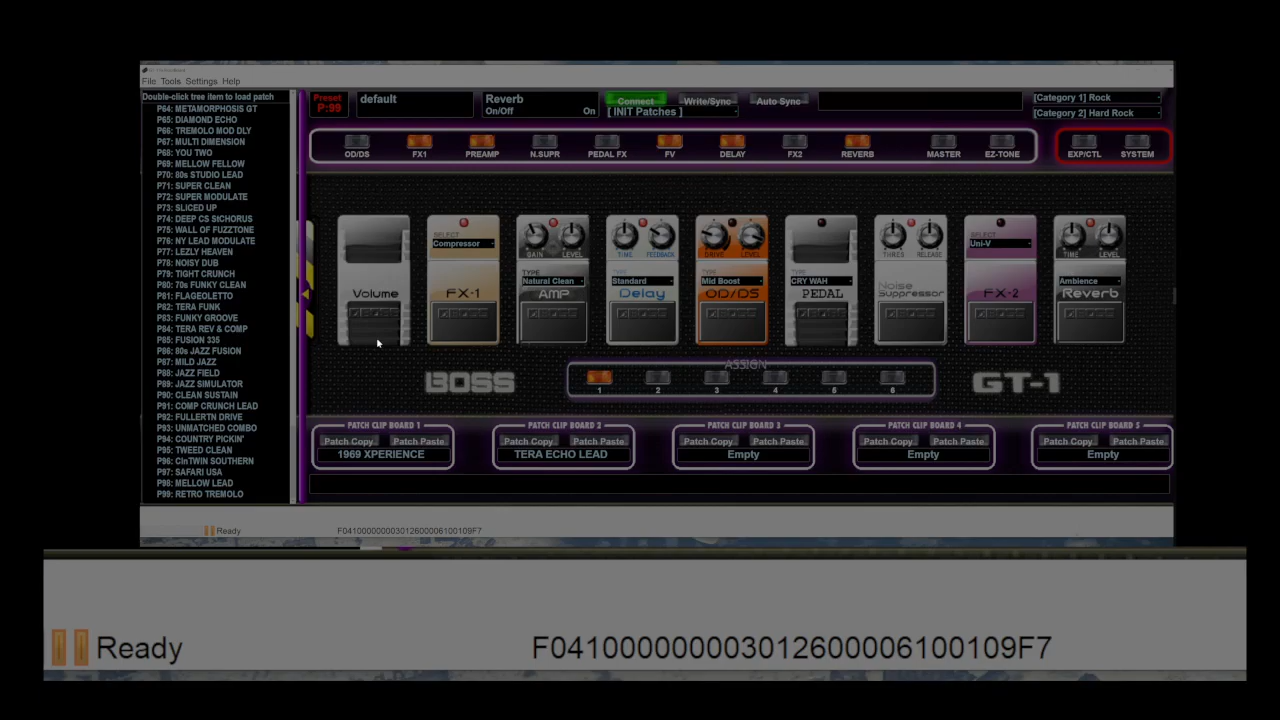 File Tools Settings Help
Double-click tree item to load patch
P64: METAMORPHOSIS GT
P65: DIAMOND ECHO
P66: TREMOLO MOD DLY
P67: MULTI DIMENSION
P68: YOU TWO
P69: MELLOW FELLOW
P70: 80s STUDIO LEAD
P71: SUPER CLEAN
P72: SUPER MODULATE
P73: SLICED UP
P74: DEEP CS StCHORUS
P75: WALL OF FUZZTONE
P76: NY LEAD MODULATE
P77: LEZLY HEAVEN
P78: NOISY DUB
P79: TIGHT CRUNCH
P80: 70s FUNKY CLEAN
P81: FLAGEOLETTO
P82: TERA FUNK
P83: FUNKY GROOVE
P84: TERA REV & COMP
P85: FUSION 335
P86: 80s JAZZ FUSION
P87: MILD JAZZ
P88: JAZZ FIELD
P89: JAZZ SIMULATOR
P90: CLEAN SUSTAIN
P91: COMP CRUNCH LEAD
P92: FULLERTN DRIVE
P93: UNMATCHED COMBO
P94: COUNTRY PICKIN'
P95: TWEED CLEAN
P96: ClnTWIN SOUTHERN
P97: SAFARI USA
P98: MELLOW LEAD
P99: RETRO TREMOLO
Preset
P:99
default
Reverb
On/Off On
Connect Write/Sync Auto Sync
[ INIT Patches ]
[Category 1] Rock
[Category 2] Hard Rock
OD/DS FX1 PREAMP N.SUPR PEDAL FX FV DELAY FX2 REVERB MASTER EZ-TONE EXP/CTL SYSTEM
Volume
SELECT
Compressor
FX-1
GAIN LEVEL
TYPE
Natural Clean
AMP
TIME FEEDBACK
TYPE
Standard
Delay
DRIVE LEVEL
TYPE
Mid Boost
OD/DS
CRY WAH
PEDAL
THRES RELEASE
Noise
Suppressor
SELECT
Uni-V
FX-2
TIME LEVEL
Ambience
Reverb
BOSS
ASSIGN
1 2 3 4 5 6
GT-1
PATCH CLIP BOARD 1 PATCH CLIP BOARD 2 PATCH CLIP BOARD 3 PATCH CLIP BOARD 4 PATCH CLIP BOARD 5
Patch Copy Patch Paste Patch Copy Patch Paste Patch Copy Patch Paste Patch Copy Patch Paste Patch Copy Patch Paste
1969 XPERIENCE TERA ECHO LEAD Empty Empty Empty
Ready F041000000003012600006100109F7
Ready F041000000003012600006100109F7